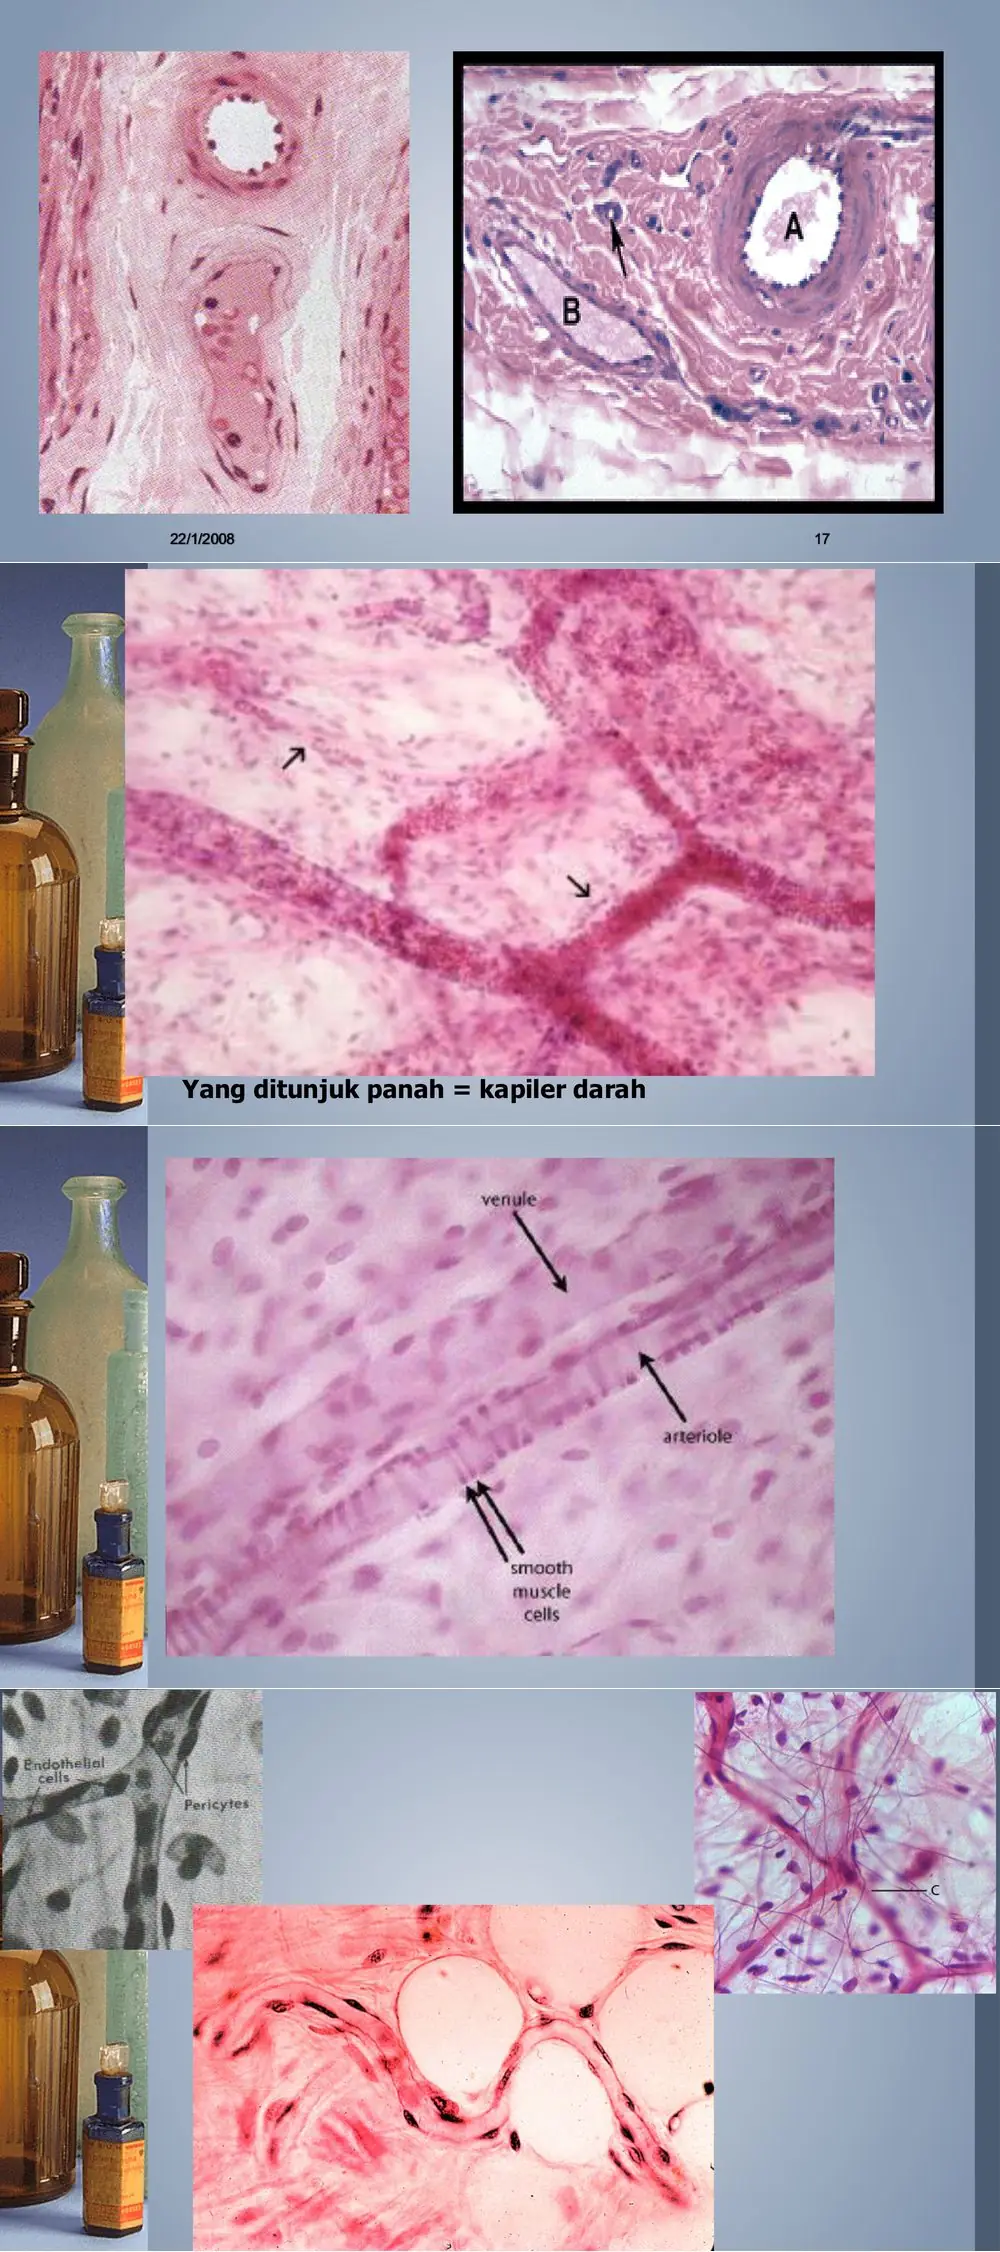 A
B
22/1/2008
17
Yang ditunjuk panah = kapiler darah
venule
arteriole
smooth
muscle
cells
Endothelial
cells
Pericytes
C